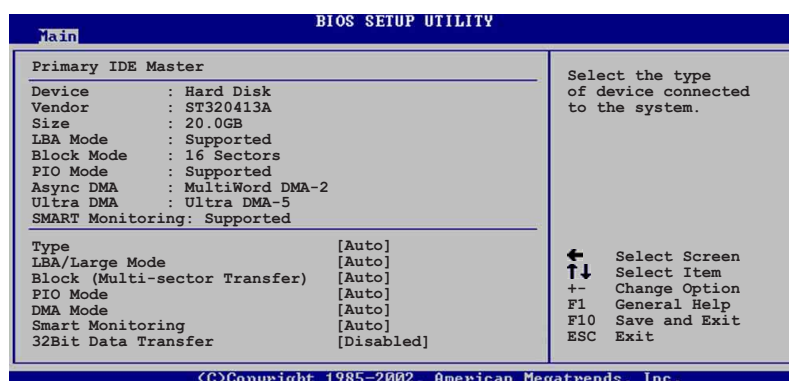 BIOS SETUP UTILITY
Main
Primary IDE Master
Device : Hard Disk
Vendor : ST320413A
Size : 20.0GB
LBA Mode : Supported
Block Mode : 16 Sectors
PIO Mode : Supported
Async DMA : MultiWord DMA-2
Ultra DMA : Ultra DMA-5
SMART Monitoring: Supported
Type [Auto]
LBA/Large Mode [Auto]
Block (Multi-sector Transfer) [Auto]
PIO Mode [Auto]
DMA Mode [Auto]
Smart Monitoring [Auto]
32Bit Data Transfer [Disabled]
Select the type
of device connected
to the system.
← Select Screen
↑↓ Select Item
+- Change Option
F1 General Help
F10 Save and Exit
ESC Exit
(C)Copyright 1985-2002, American Megatrends, Inc.